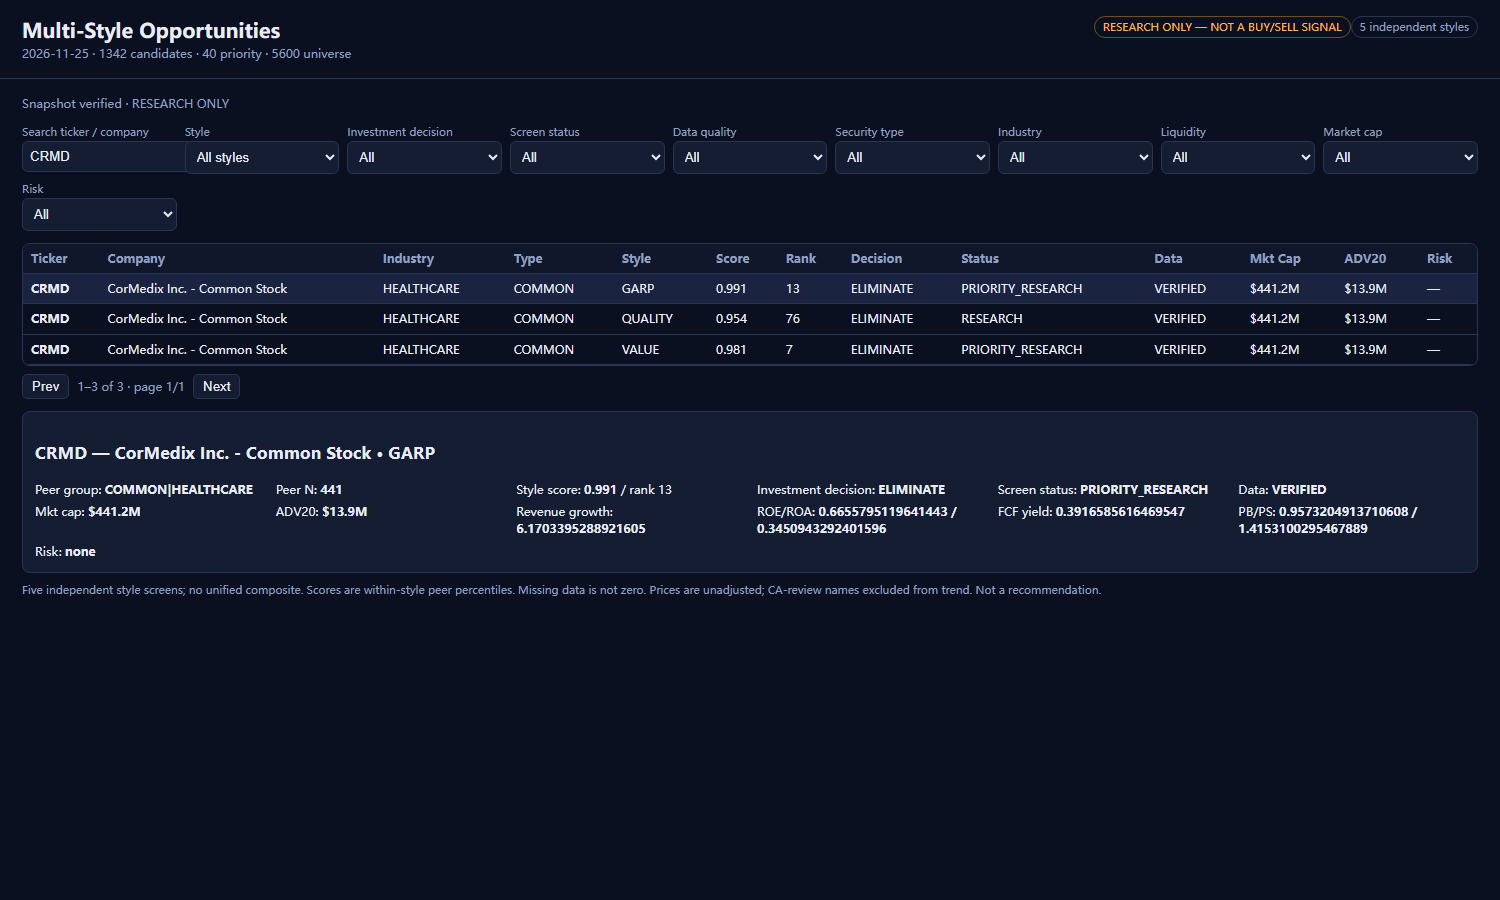 Multi-Style Opportunities
2026-11-25 · 1342 candidates · 40 priority · 5600 universe
RESEARCH ONLY — NOT A BUY/SELL SIGNAL
5 independent styles
Snapshot verified · RESEARCH ONLY
Search ticker / company Style Investment decision Screen status Data quality Security type Industry Liquidity Market cap
CRMD All styles All All All All All All All
Risk
All
Ticker Company Industry Type Style Score Rank Decision Status Data Mkt Cap ADV20 Risk
CRMD CorMedix Inc. - Common Stock HEALTHCARE COMMON GARP 0.991 13 ELIMINATE PRIORITY_RESEARCH VERIFIED $441.2M $13.9M —
CRMD CorMedix Inc. - Common Stock HEALTHCARE COMMON QUALITY 0.954 76 ELIMINATE RESEARCH VERIFIED $441.2M $13.9M —
CRMD CorMedix Inc. - Common Stock HEALTHCARE COMMON VALUE 0.981 7 ELIMINATE PRIORITY_RESEARCH VERIFIED $441.2M $13.9M —
Prev 1–3 of 3 · page 1/1 Next
CRMD — CorMedix Inc. - Common Stock • GARP
Peer group: COMMON|HEALTHCARE Peer N: 441 Style score: 0.991 / rank 13 Investment decision: ELIMINATE Screen status: PRIORITY_RESEARCH Data: VERIFIED
Mkt cap: $441.2M ADV20: $13.9M Revenue growth: 6.1703395288921605 ROE/ROA: 0.6655795119641443 / 0.3450943292401596 FCF yield: 0.3916585616469547 PB/PS: 0.9573204913710608 / 1.4153100295467889
Risk: none
Five independent style screens; no unified composite. Scores are within-style peer percentiles. Missing data is not zero. Prices are unadjusted; CA-review names excluded from trend. Not a recommendation.